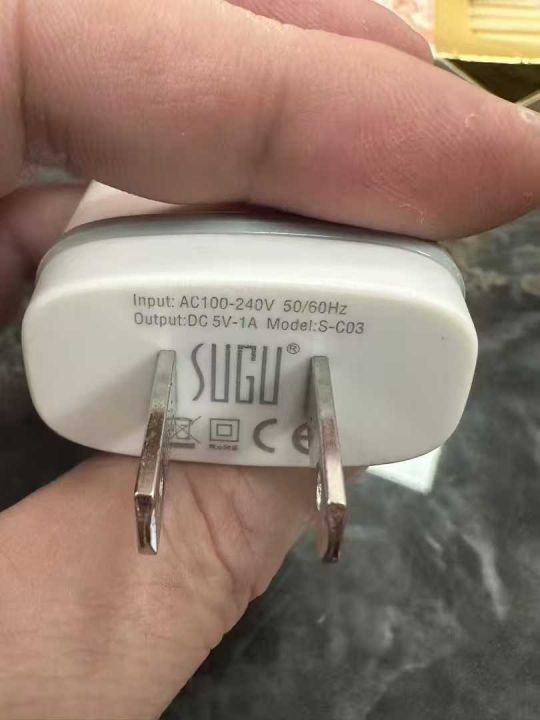 Input: AC100-240V 50/60Hz
Output:DC 5V-1A Model:S-C03
SUGU®
CE